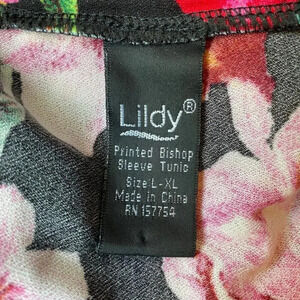 Lildy®
Printed Bishop
Sleeve Tunic
Size: L-XL
Made in China
RN 157754